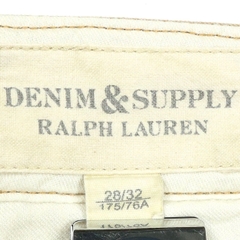 DENIM & SUPPLY
RALPH LAUREN
28/32
175/76A